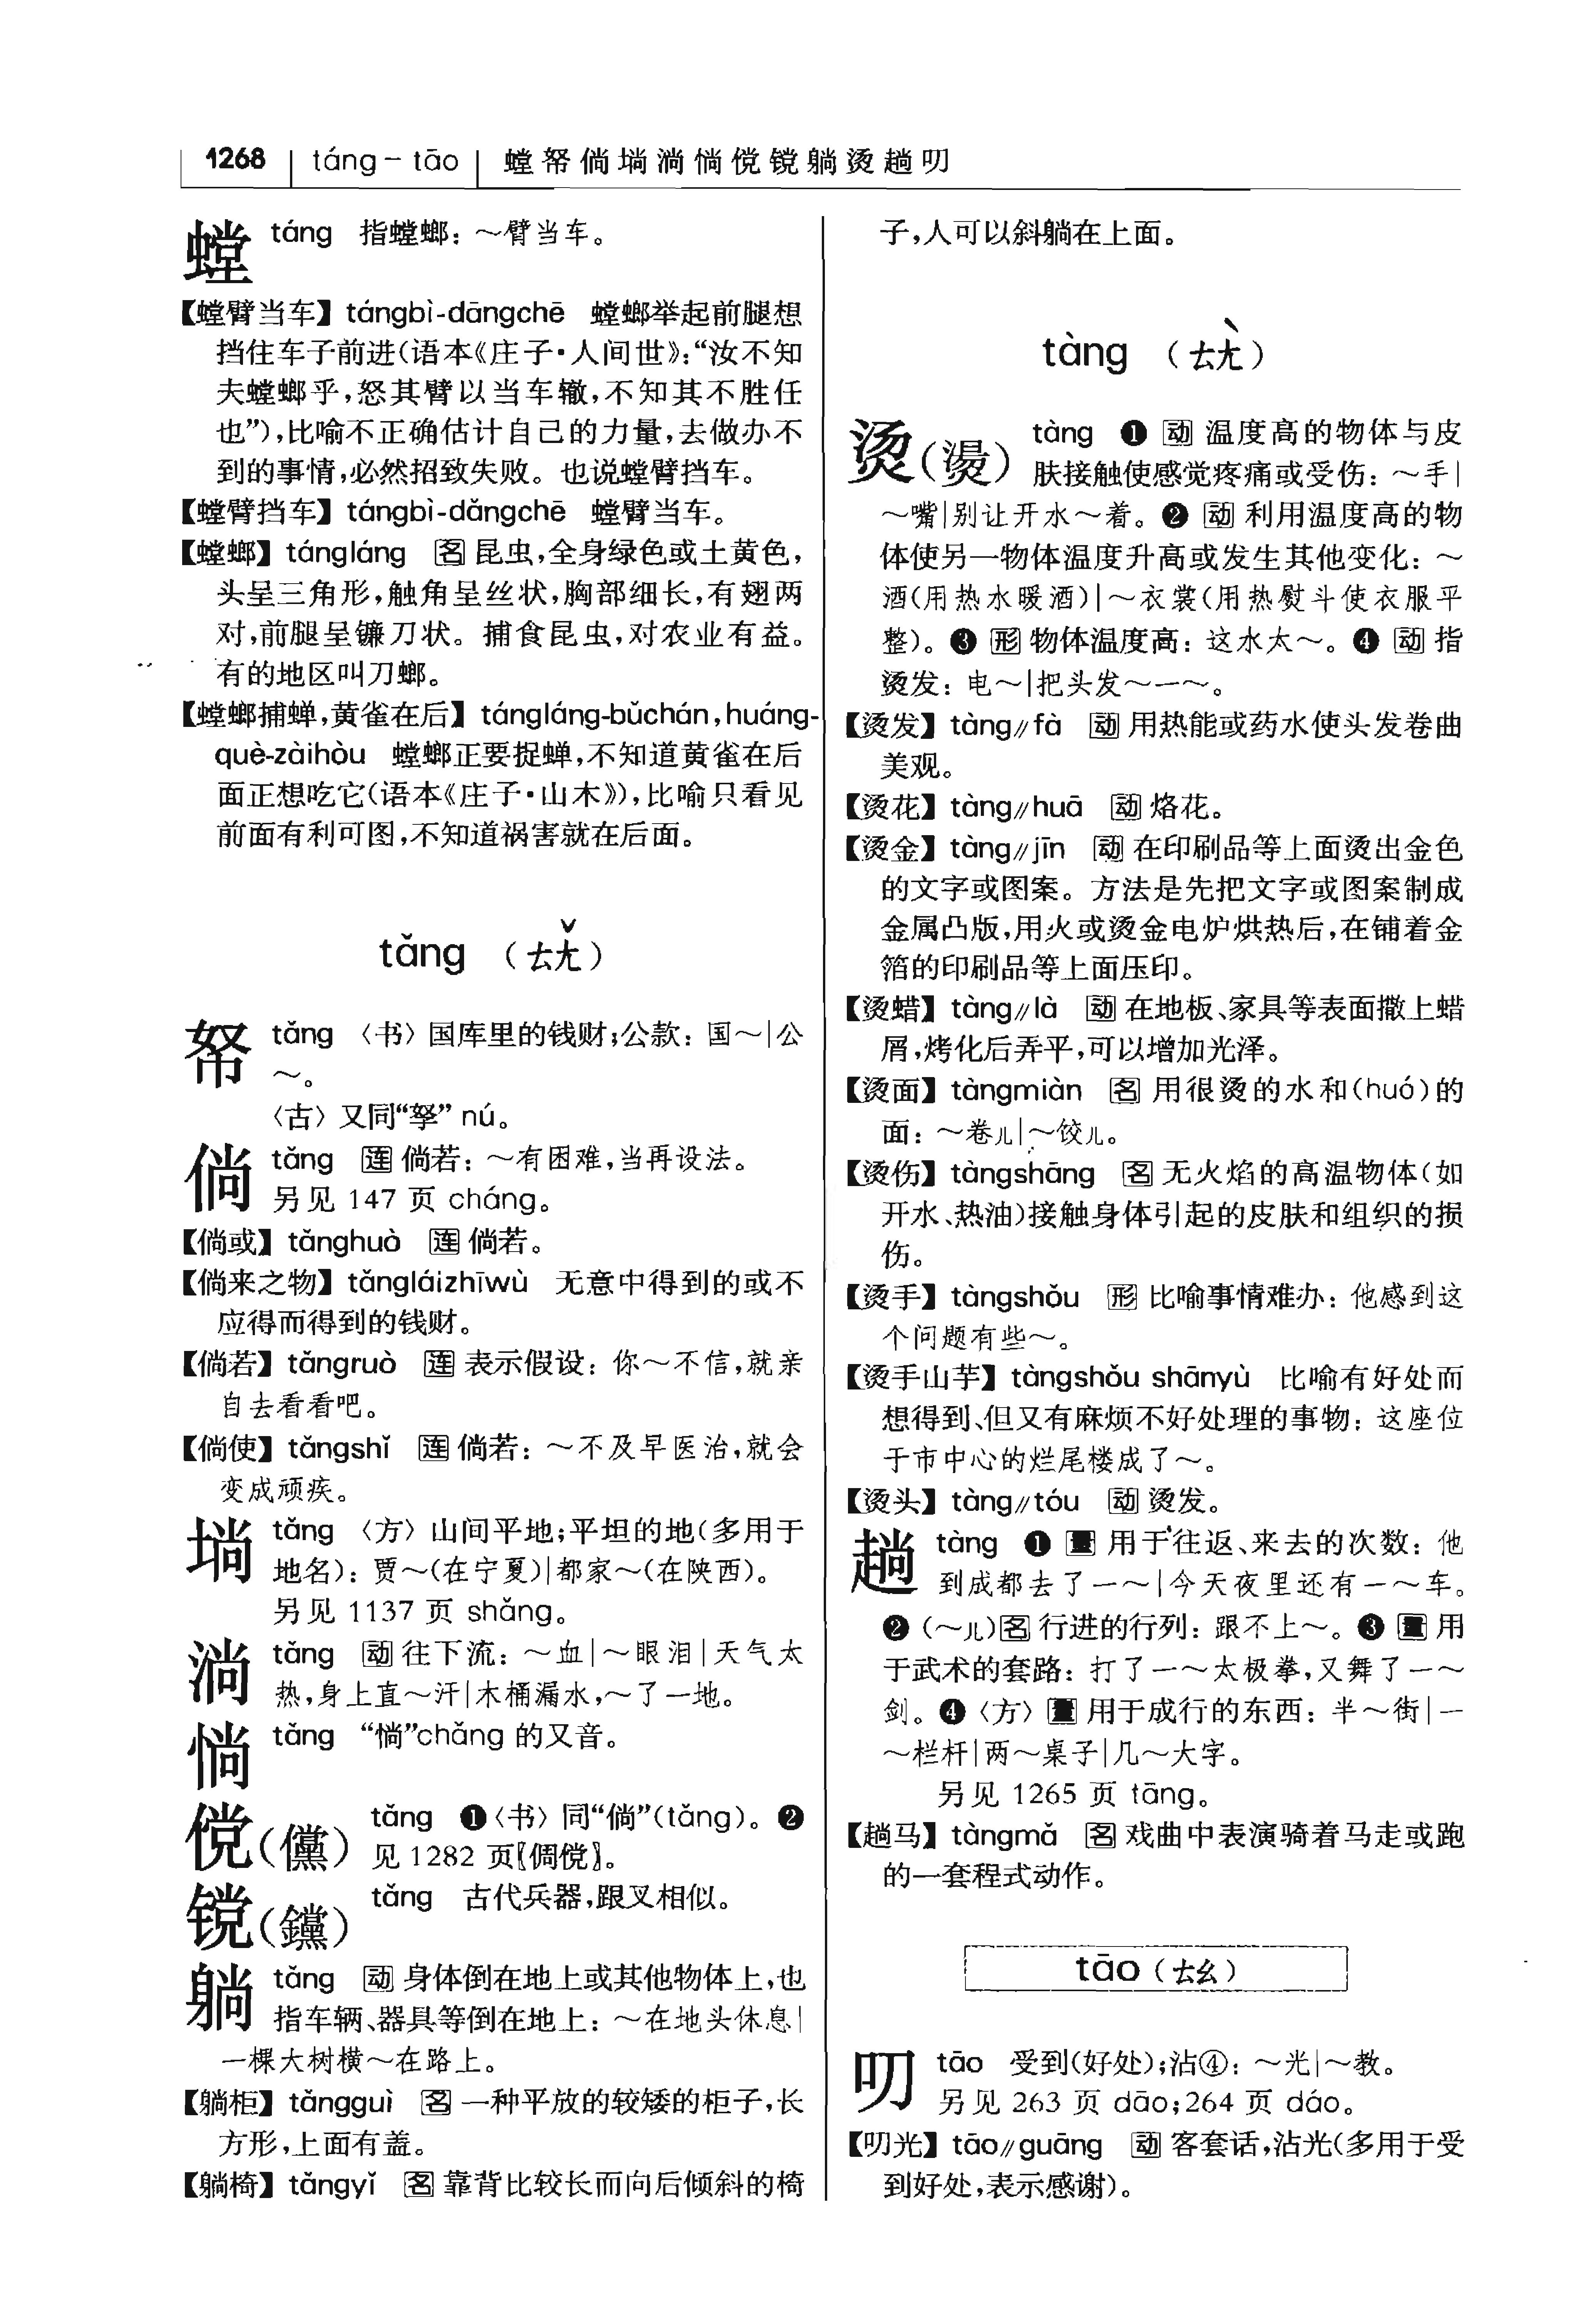 1268 táng – tāo 螳帑倘埫淌惝傥镋躺烫趟叨
螳 táng 指螳螂：～臂当车。
【螳臂当车】tángbì-dāngchē 螳螂举起前腿想
挡住车子前进(语本《庄子·人间世》：“汝不知
夫螳螂乎，怒其臂以当车辙，不知其不胜任
也”)，比喻不正确估计自己的力量，去做办不
到的事情，必然招致失败。也说螳臂挡车。
【螳臂挡车】tángbì-dǎngchē 螳臂当车。
【螳螂】tángláng 名 昆虫，全身绿色或土黄色，
头呈三角形，触角呈丝状，胸部细长，有翅两
对，前腿呈镰刀状。捕食昆虫，对农业有益。
有的地区叫刀螂。
【螳螂捕蝉，黄雀在后】tángláng-bǔchán，huáng-
què-zàihòu 螳螂正要捉蝉，不知道黄雀在后
面正想吃它(语本《庄子·山木》)，比喻只看见
前面有利可图，不知道祸害就在后面。
tǎng (ㄊㄤˇ)
帑 tǎng 〈书〉国库里的钱财；公款：国～|公
～。
〈古〉又同“孥” nú。
倘 tǎng 连 倘若：～有困难，当再设法。
另见 147 页 cháng。
【倘或】tǎnghuò 连 倘若。
【倘来之物】tǎngláizhīwù 无意中得到的或不
应得而得到的钱财。
【倘若】tǎngruò 连 表示假设：你～不信，就亲
自去看看吧。
【倘使】tǎngshǐ 连 倘若：～不及早医治，就会
变成顽疾。
埫 tǎng 〈方〉山间平地；平坦的地(多用于
地名)：贾～(在宁夏)|都家～(在陕西)。
另见 1137 页 shǎng。
淌 tǎng 动 往下流：～血|～眼泪|天气太
热，身上直～汗|木桶漏水，～了一地。
惝 tǎng “惝”chǎng 的又音。
傥(儻) tǎng ❶〈书〉同“倘”(tǎng)。❷
见 1282 页〖倜傥〗。
镋(钂) tǎng 古代兵器，跟叉相似。
躺 tǎng 动 身体倒在地上或其他物体上，也
指车辆、器具等倒在地上：～在地头休息|
一棵大树横～在路上。
【躺柜】tǎngguì 名 一种平放的较矮的柜子，长
方形，上面有盖。
【躺椅】tǎngyǐ 名 靠背比较长而向后倾斜的椅
子，人可以斜躺在上面。
tàng (ㄊㄤˋ)
烫(燙) tàng ❶ 动 温度高的物体与皮
肤接触使感觉疼痛或受伤：～手|
～嘴|别让开水～着。❷ 动 利用温度高的物
体使另一物体温度升高或发生其他变化：～
酒(用热水暖酒)|～衣裳(用热熨斗使衣服平
整)。❸ 形 物体温度高：这水太～。❹ 动 指
烫发：电～|把头发～一～。
【烫发】tàng∥fà 动 用热能或药水使头发卷曲
美观。
【烫花】tàng∥huā 动 烙花。
【烫金】tàng∥jīn 动 在印刷品等上面烫出金色
的文字或图案。方法是先把文字或图案制成
金属凸版，用火或烫金电炉烘热后，在铺着金
箔的印刷品等上面压印。
【烫蜡】tàng∥là 动 在地板、家具等表面撒上蜡
屑，烤化后弄平，可以增加光泽。
【烫面】tàngmiàn 名 用很烫的水和(huó)的
面：～卷儿|～饺儿。
【烫伤】tàngshāng 名 无火焰的高温物体(如
开水、热油)接触身体引起的皮肤和组织的损
伤。
【烫手】tàngshǒu 形 比喻事情难办：他感到这
个问题有些～。
【烫手山芋】tàngshǒu shānyù 比喻有好处而
想得到、但又有麻烦不好处理的事物：这座位
于市中心的烂尾楼成了～。
【烫头】tàng∥tóu 动 烫发。
趟 tàng ❶ 量 用于往返、来去的次数：他
到成都去了一～|今天夜里还有一～车。
❷（～儿）名 行进的行列：跟不上～。❸ 量 用
于武术的套路：打了一～太极拳，又舞了一～
剑。❹〈方〉量 用于成行的东西：半～街|一
～栏杆|两～桌子|几～大字。
另见 1265 页 tāng。
【趟马】tàngmǎ 名 戏曲中表演骑着马走或跑
的一套程式动作。
tāo (ㄊㄠ)
叨 tāo 受到(好处)；沾④：～光|～教。
另见 263 页 dāo；264 页 dáo。
【叨光】tāo∥guāng 动 客套话，沾光(多用于受
到好处，表示感谢)。